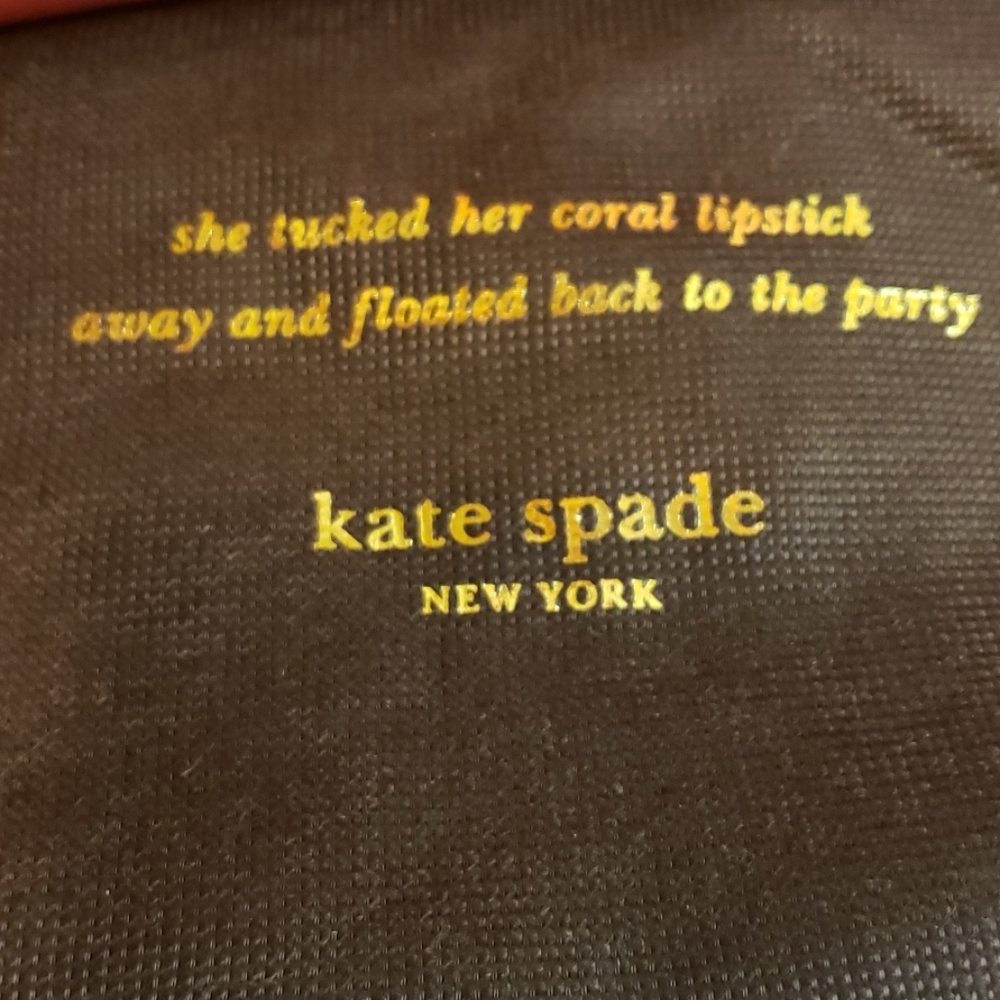 she tucked her coral lipstick
away and floated back to the party
kate spade
NEW YORK